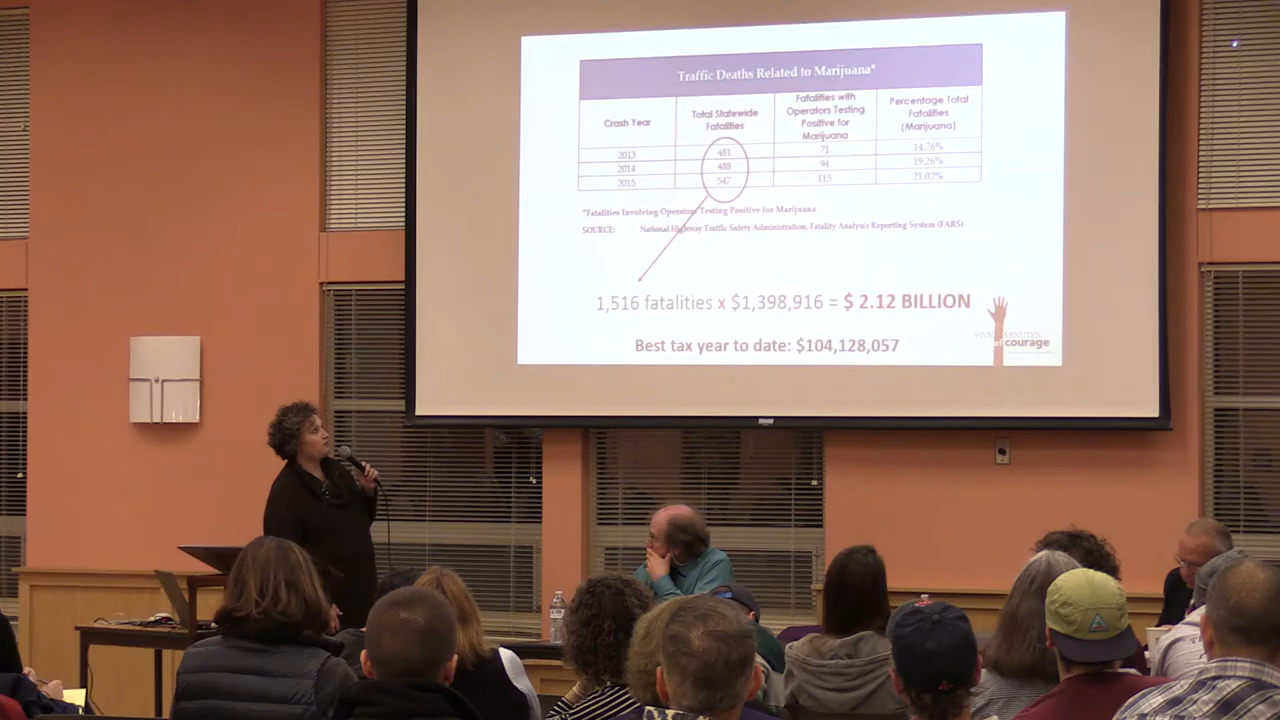 Traffic Deaths Related to Marijuana*
Crash Year
Total Statewide
Fatalities
Fatalities with
Operators Testing
Positive for
Marijuana
Percentage Total
Fatalities
(Marijuana)
2013 481 71 14.76%
2014 488 94 19.26%
2015 547 115 21.02%
*Fatalities Involving Operators Testing Positive for Marijuana
SOURCE: National Highway Traffic Safety Administration, Fatality Analysis Reporting System (FARS)
1,516 fatalities x $1,398,916 = $ 2.12 BILLION
Best tax year to date: $104,128,057
FIVE MINUTES
of courage